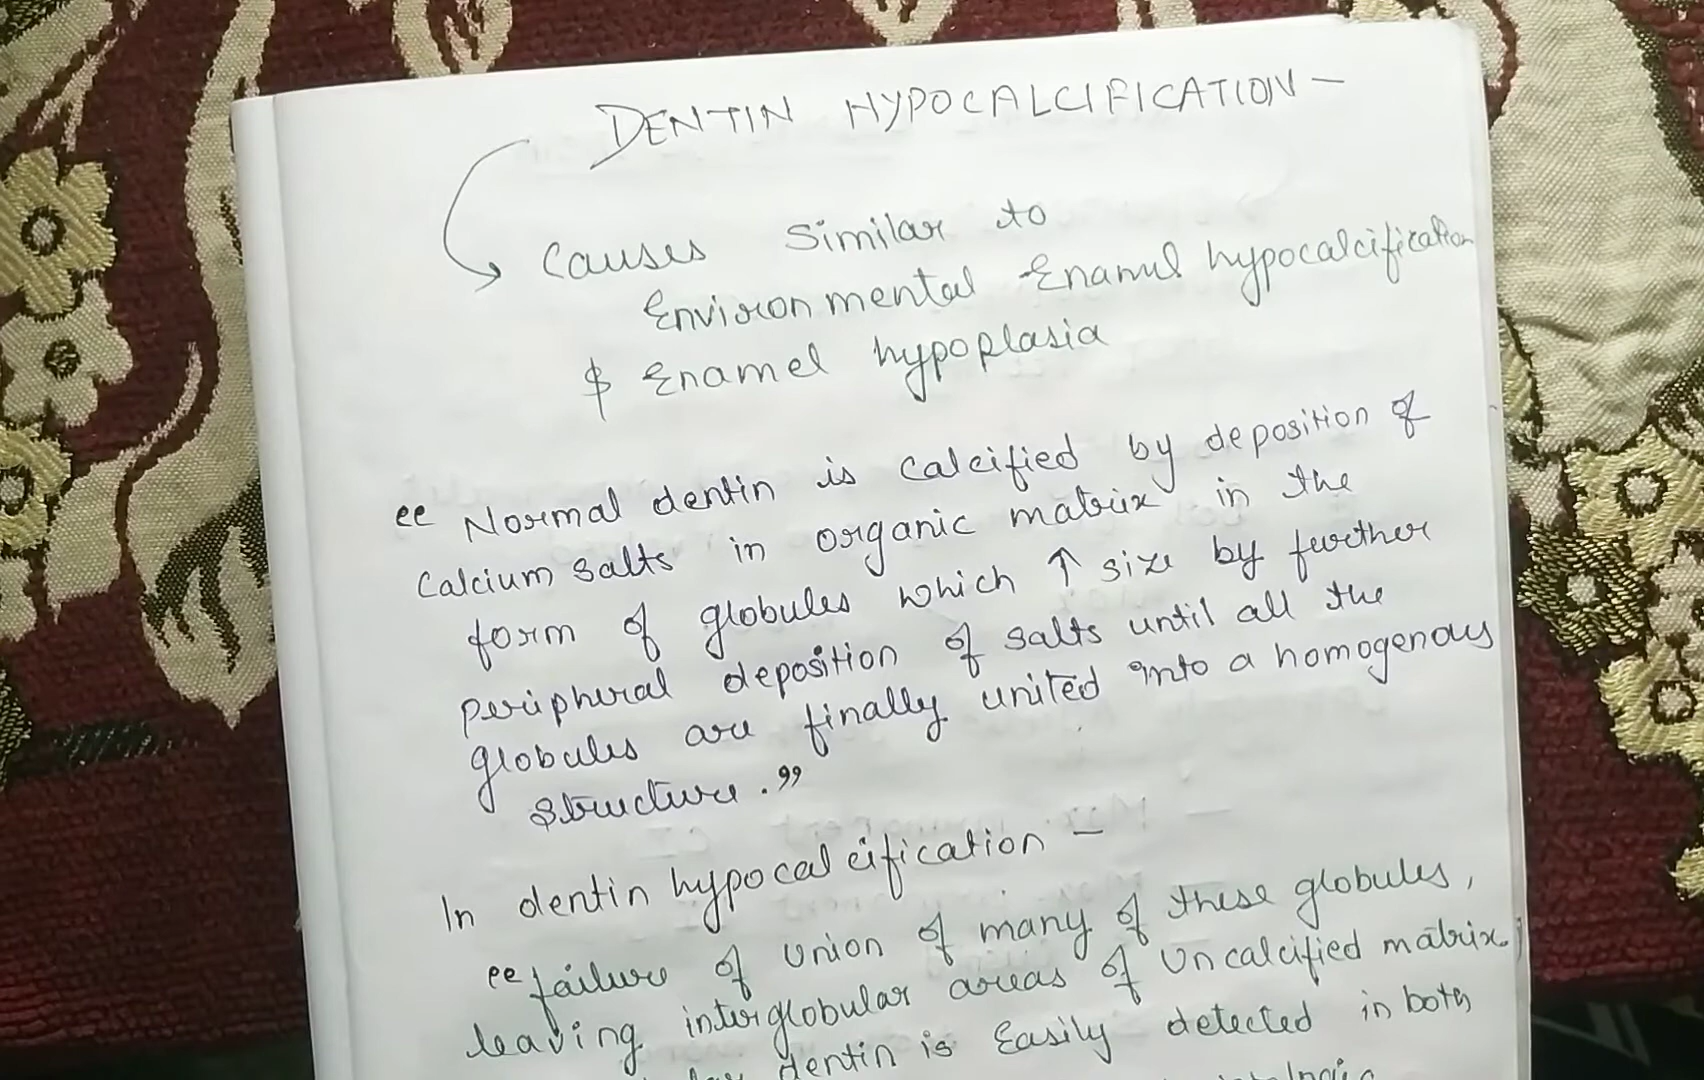 DENTIN HYPOCALCIFICATION -
Causes Similar to
Environmental Enamel hypocalcification
& Enamel hypoplasia
“Normal dentin is calcified by deposition of
Calcium salts in organic matrix in the
form of globules which ↑ size by further
peripheral deposition of salts until all the
globules are finally united into a homogenous
structure.”
In dentin hypocalcification -
“failure of union of many of these globules,
leaving interglobular areas of uncalcified matrix
dentin is Easily detected in both